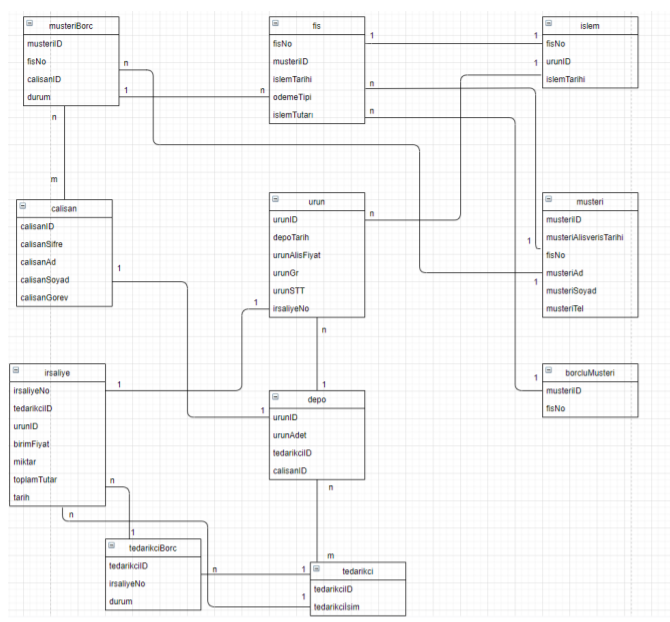 musteriBorc
musteriID
fisNo
calisanID
durum
fis
fisNo
musteriID
islemTarihi
odemeTipi
islemTutarı
islem
fisNo
urunID
islemTarihi
1
1
n
1
n
n
n
1
n
m
calisan
calisanID
calisanSifre
calisanAd
calisanSoyad
calisanGorev
urun
urunID
depoTarih
urunAlisFiyat
urunGr
urunSTT
irsaliyeNo
n
musteri
musteriID
musteriAlisverisTarihi
fisNo
musteriAd
musteriSoyad
musteriTel
1
1
1
1
n
irsaliye
irsaliyeNo
tedarikciID
urunID
birimFiyat
miktar
toplamTutar
tarih
1
1
1
depo
urunID
urunAdet
tedarikciID
calisanID
1
borcluMusteri
musteriID
fisNo
n
n
n
1
m
tedarikciBorc
tedarikciID
irsaliyeNo
durum
n
1
1
tedarikci
tedarikciID
tedarikciIsim